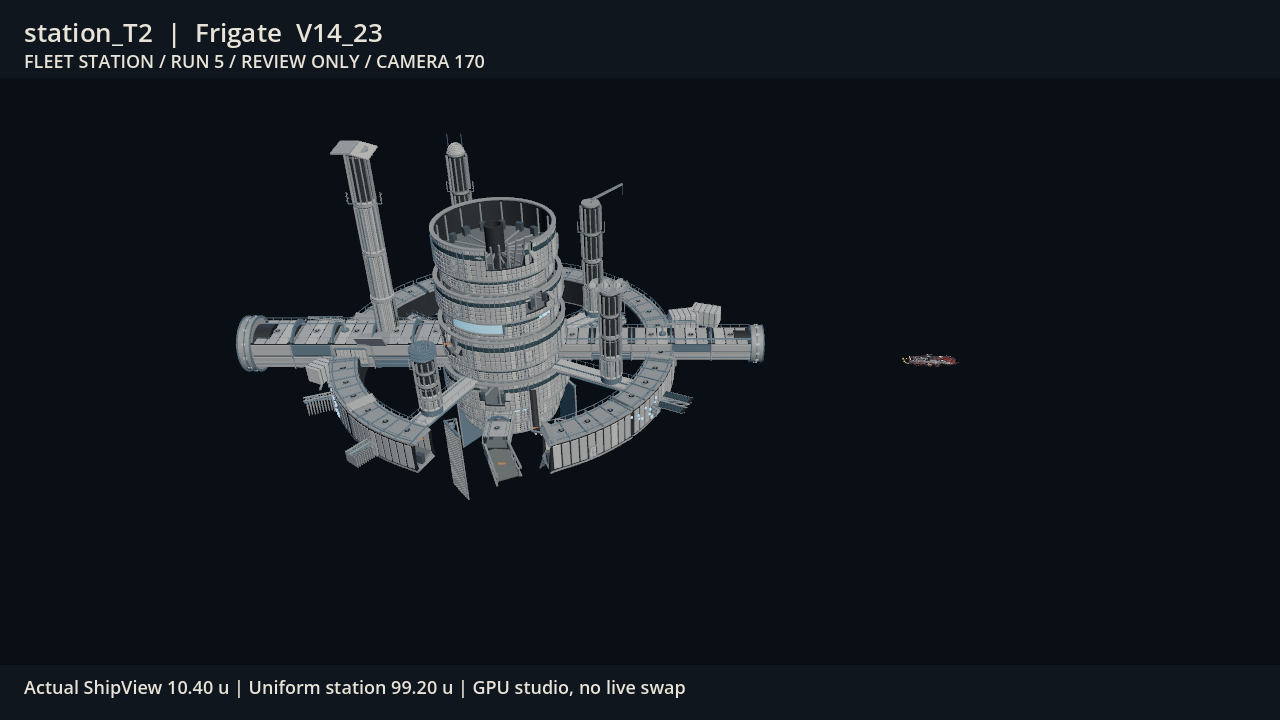 station_T2 | Frigate V14_23
FLEET STATION / RUN 5 / REVIEW ONLY / CAMERA 170
Actual ShipView 10.40 u | Uniform station 99.20 u | GPU studio, no live swap